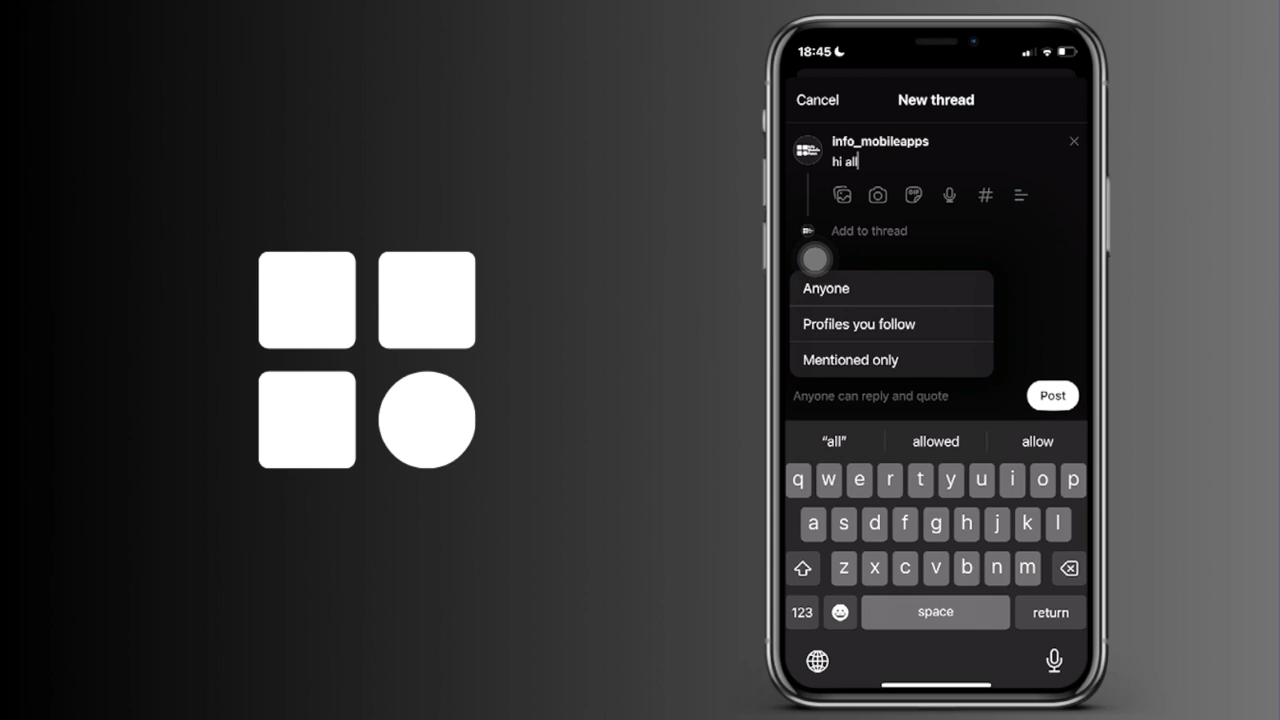 18:45
Cancel New thread
info_mobileapps
hi all
GIF
#
Add to thread
Anyone
Profiles you follow
Mentioned only
Anyone can reply and quote Post
“all” allowed allow
q w e r t y u i o p
a s d f g h j k l
z x c v b n m
123 space return